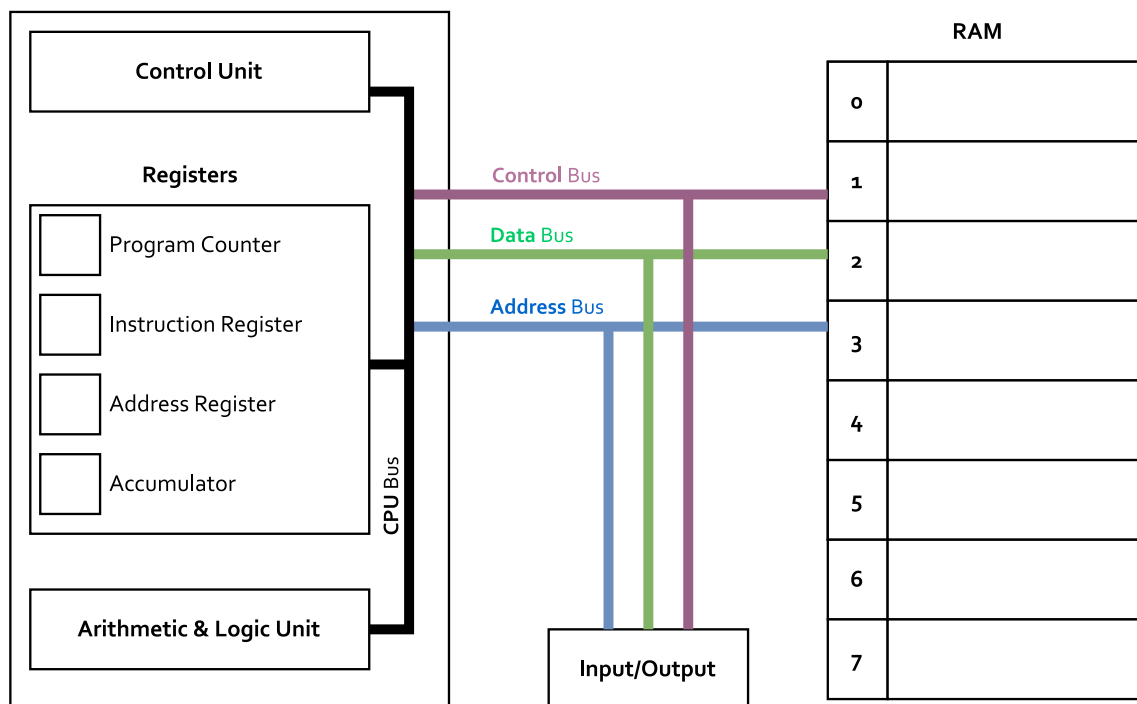 Control Unit
Registers
Program Counter
Instruction Register
Address Register
Accumulator
CPU Bus
Arithmetic & Logic Unit
Control Bus
Data Bus
Address Bus
Input/Output
RAM
0
1
2
3
4
5
6
7